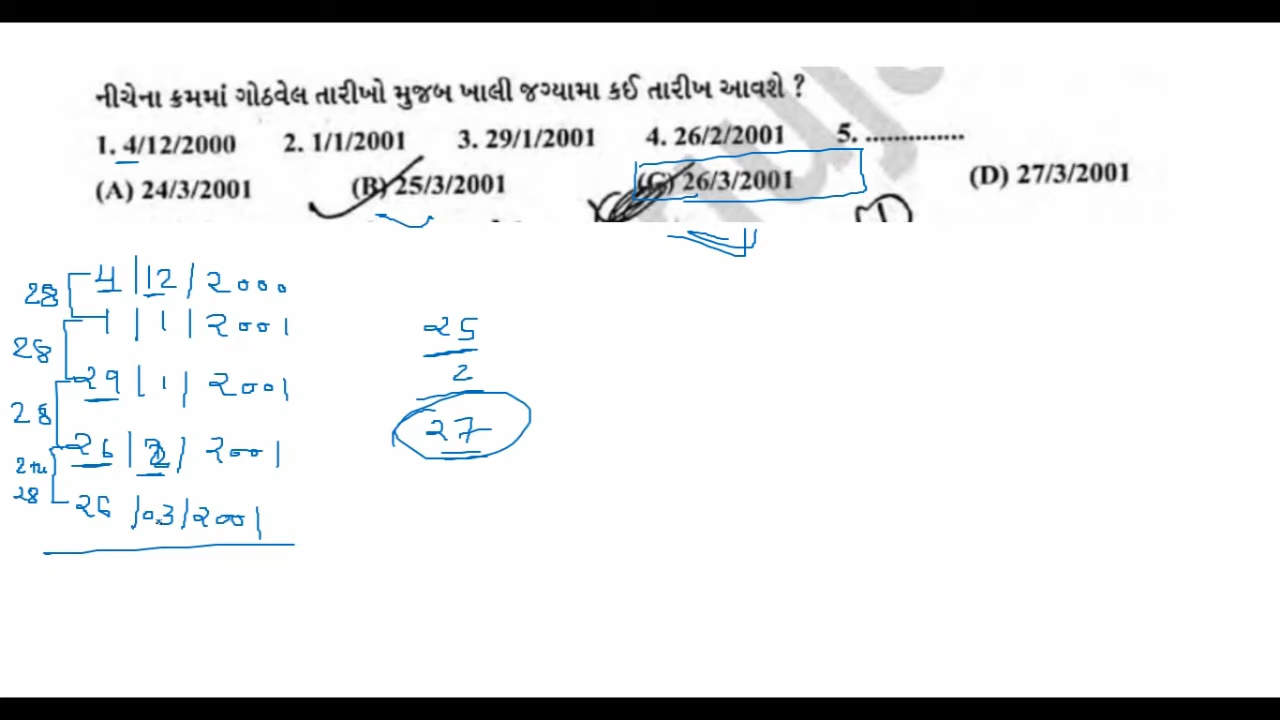 નીચેના ક્રમમાં ગોઠવેલ તારીખો મુજબ ખાલી જગ્યામા કઈ તારીખ આવશે ?
1. 4/12/2000 2. 1/1/2001 3. 29/1/2001 4. 26/2/2001 5. ..............
(A) 24/3/2001 (B) 25/3/2001 (C) 26/3/2001 (D) 27/3/2001
28 4 | 12 / 2000
1 | 1 | 2001
28
29 | 1 | 2001
28
26 | 2 / 2001
28 26 / 03 / 2001
25
2
27